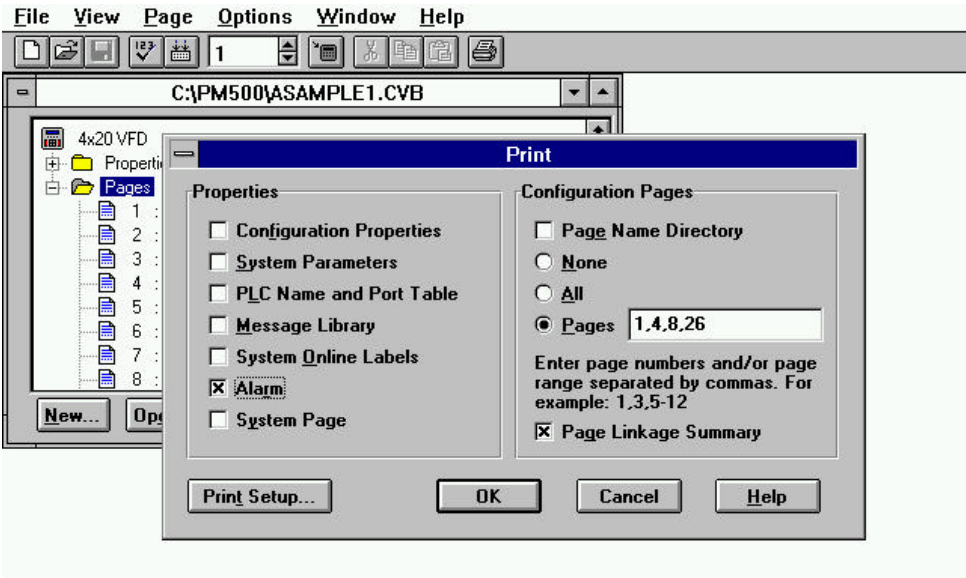 File View Page Options Window Help
123
1
C:\PM500\ASAMPLE1.CVB
4x20 VFD
Pages
1 :
2 :
3 :
4 :
5 :
6 :
7 :
8 :
New...
Print
Properties
Configuration Properties
System Parameters
PLC Name and Port Table
Message Library
System Online Labels
Alarm
System Page
Configuration Pages
Page Name Directory
None
All
Pages 1,4,8,26
Enter page numbers and/or page
range separated by commas. For
example: 1,3,5-12
Page Linkage Summary
Print Setup...
OK
Cancel
Help